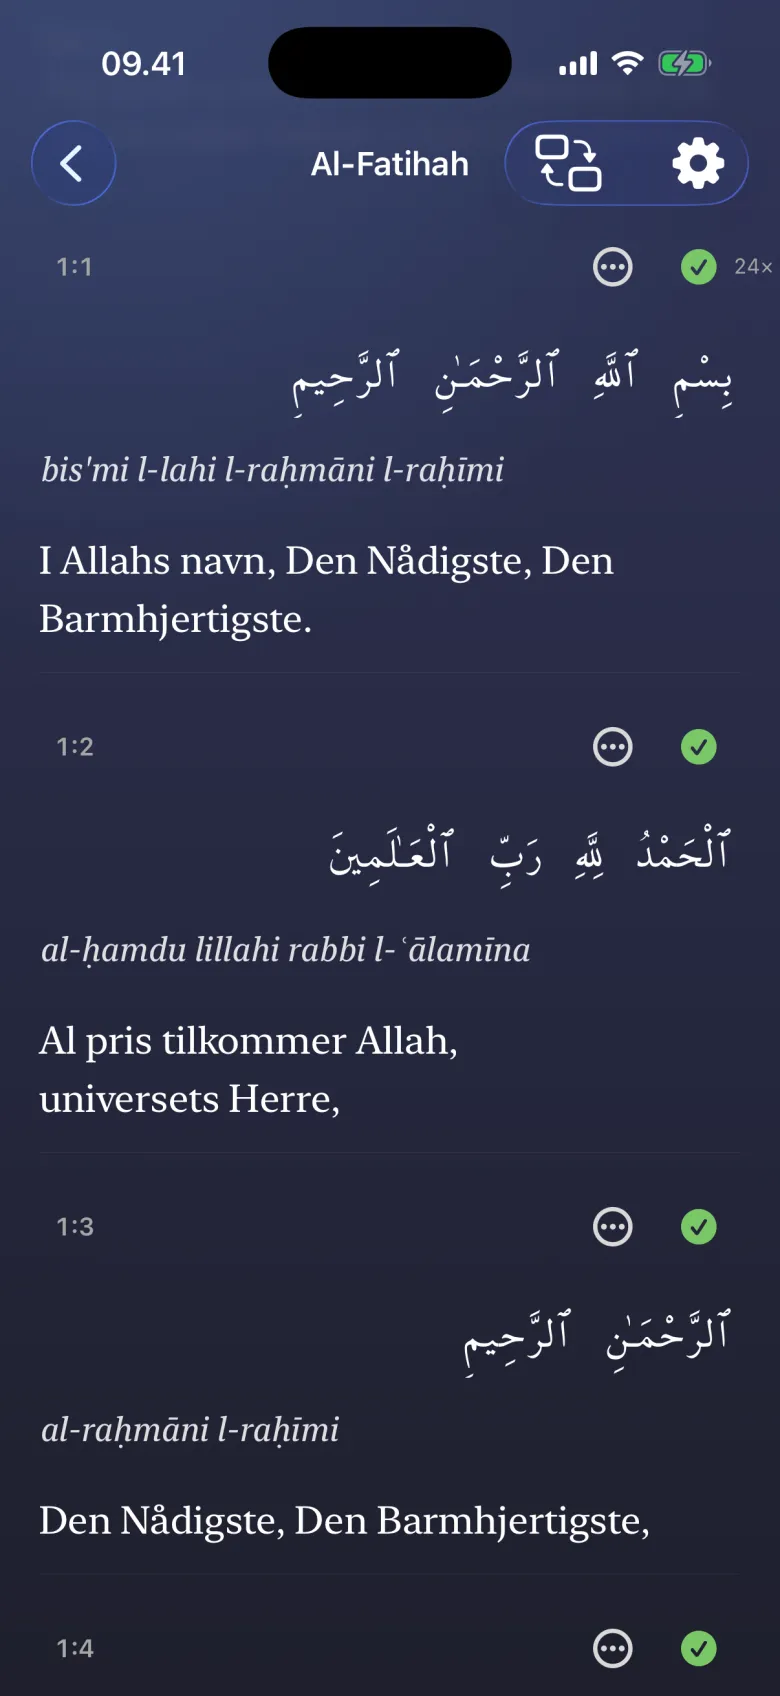 09.41
Al-Fatihah
1:1
24×
بِسْمِ ٱللَّهِ ٱلرَّحْمَـٰنِ ٱلرَّحِيمِ
bis'mi l-lahi l-raḥmāni l-raḥīmi
I Allahs navn, Den Nådigste, Den
Barmhjertigste.
1:2
ٱلْحَمْدُ لِلَّهِ رَبِّ ٱلْعَـٰلَمِينَ
al-ḥamdu lillahi rabbi l-ʿālamīna
Al pris tilkommer Allah,
universets Herre,
1:3
ٱلرَّحْمَـٰنِ ٱلرَّحِيمِ
al-raḥmāni l-raḥīmi
Den Nådigste, Den Barmhjertigste,
1:4